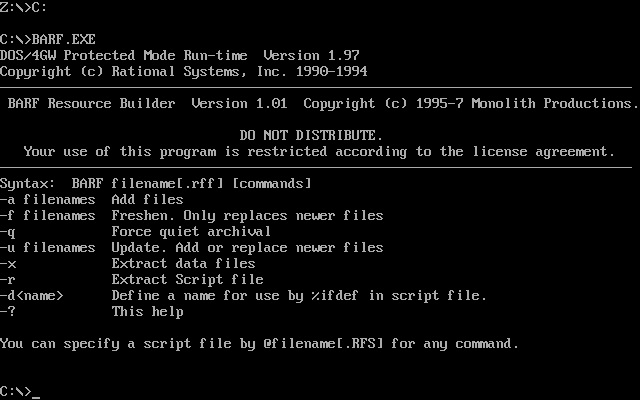 Z:\>C:
C:\>BARF.EXE
DOS/4GW Protected Mode Run-time  Version 1.97
Copyright (c) Rational Systems, Inc. 1990-1994
BARF Resource Builder  Version 1.01  Copyright (c) 1995-7 Monolith Productions.
DO NOT DISTRIBUTE.
Your use of this program is restricted according to the license agreement.
Syntax:  BARF filename[.rff] [commands]
-a filenames  Add files
-f filenames  Freshen. Only replaces newer files
-q            Force quiet archival
-u filenames  Update. Add or replace newer files
-x            Extract data files
-r            Extract Script file
-d<name>      Define a name for use by %ifdef in script file.
-?            This help
You can specify a script file by @filename[.RFS] for any command.
C:\>_